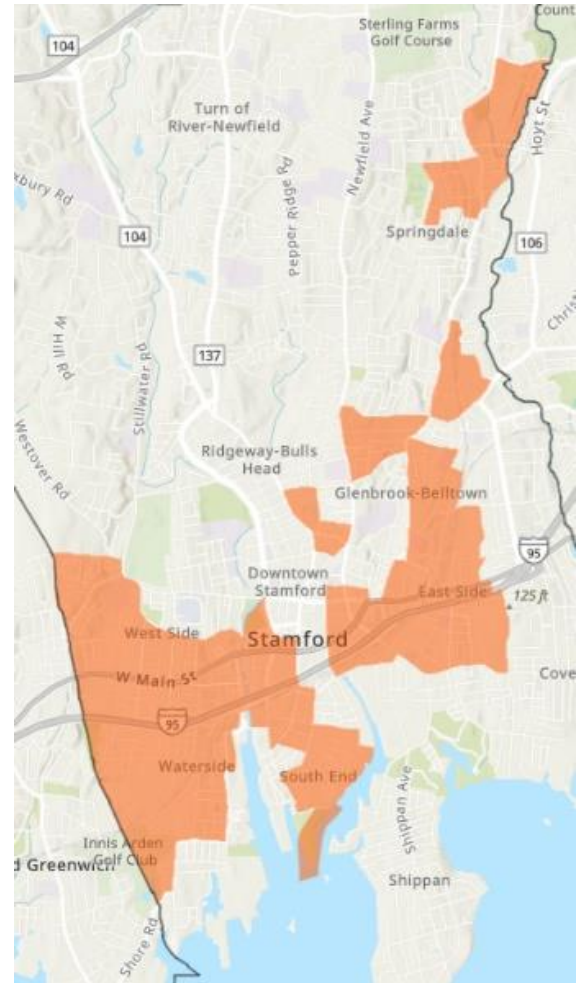 Count
Sterling Farms
Golf Course
104
Turn of
River-Newfield
Newfield Ave
Hoyt St
Pepper Ridge Rd
xbury Rd
104
Springdale
106
W Hill Rd
Stillwater Rd
137
Christ
Westover Rd
Ridgeway-Bulls
Head
Glenbrook-Belltown
95
Downtown
Stamford
East Side
125 ft
West Side
Stamford
W Main St
Cove
95
Waterside
South End
Shippan Ave
Innis Arden
Golf Club
d Greenwich
Shippan
Shore Rd